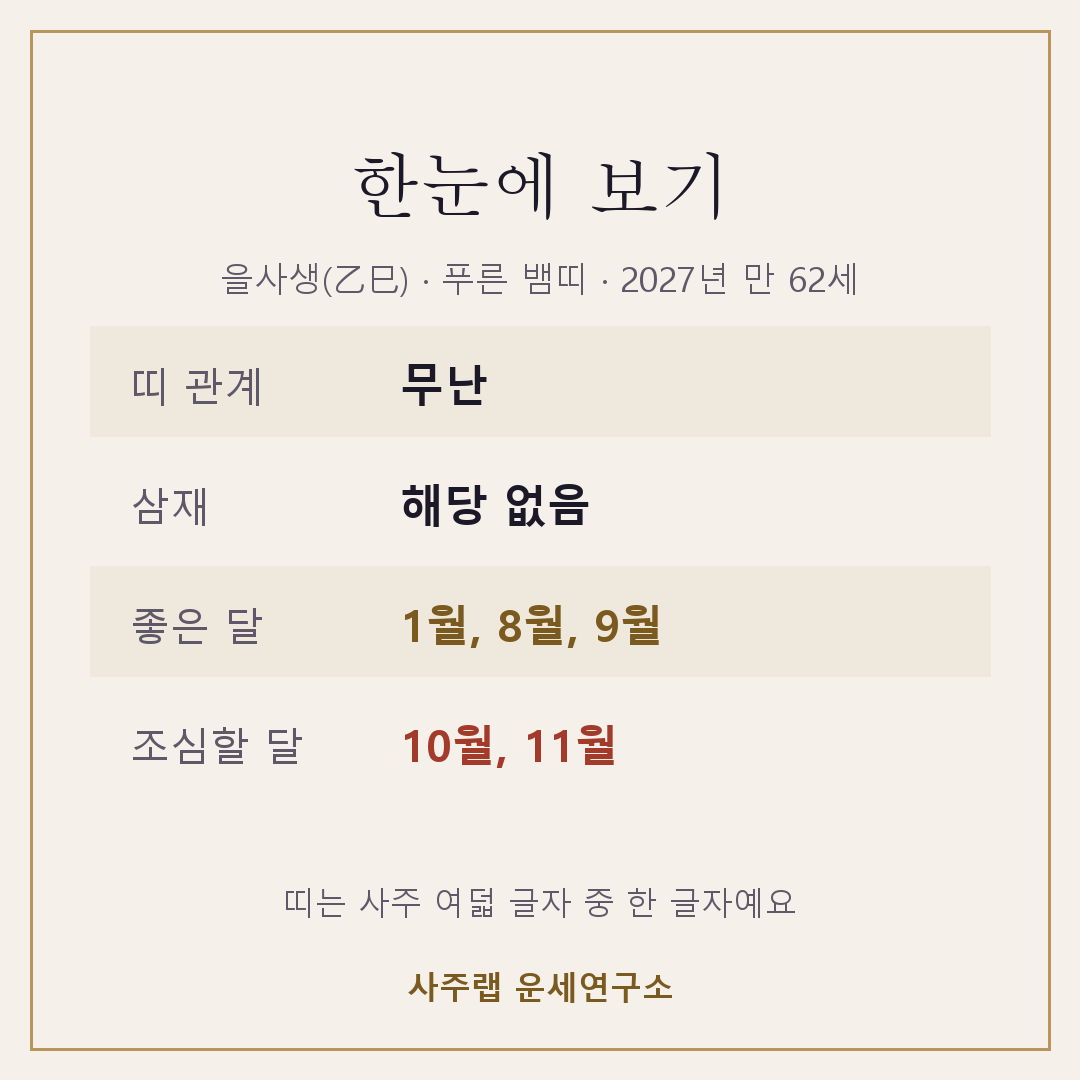 한눈에 보기
을사생(乙巳) · 푸른 뱀띠 · 2027년 만 62세
띠 관계 무난
삼재 해당 없음
좋은 달 1월, 8월, 9월
조심할 달 10월, 11월
띠는 사주 여덟 글자 중 한 글자예요
사주랩 운세연구소